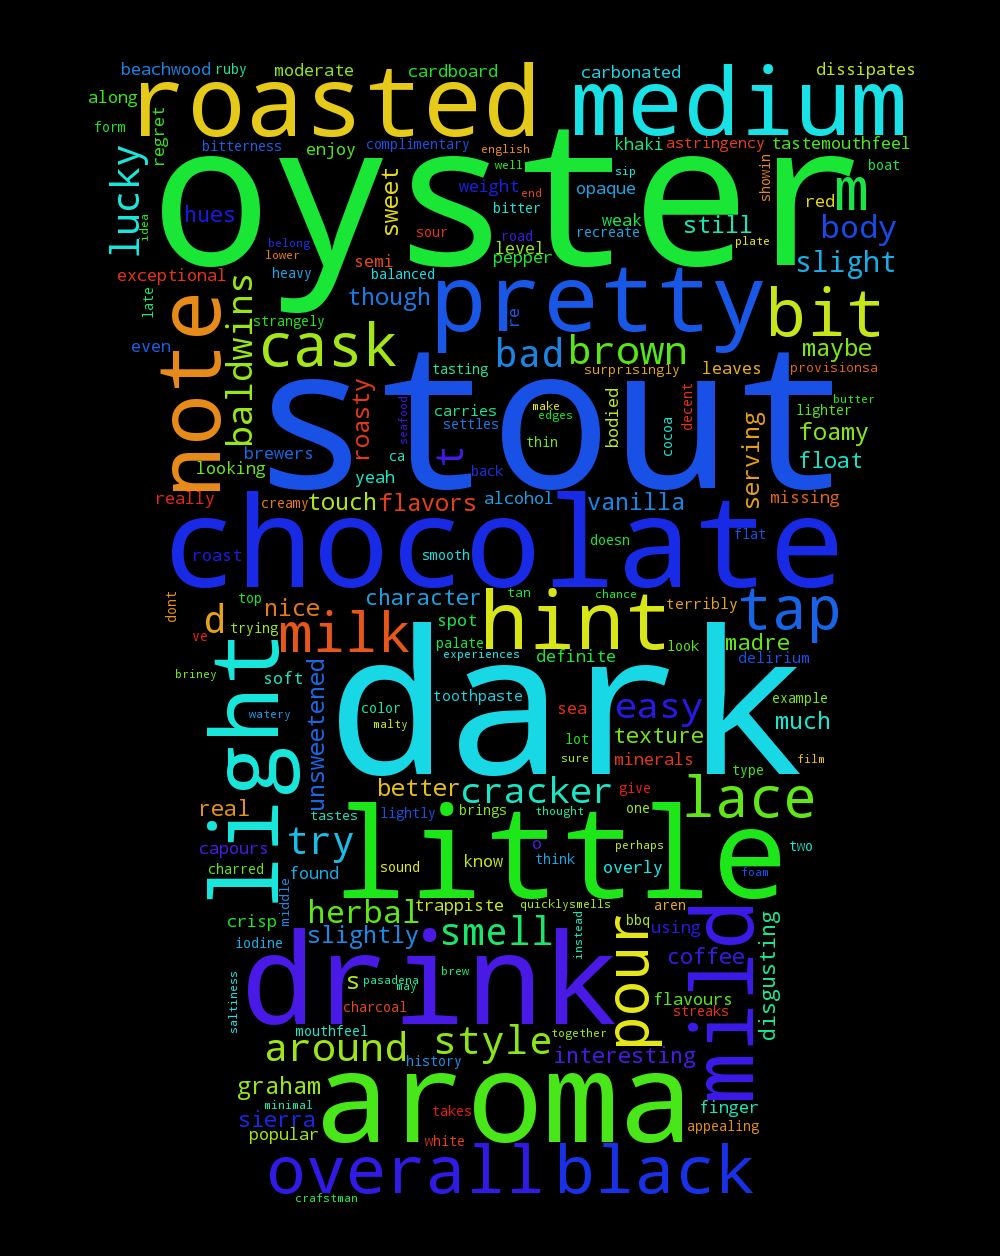 beachwood ruby moderate cardboard carbonated dissipates
along roasted medium
form regret bitterness enjoy complimentary english khaki astringency tastemouthfeel
lucky oyster well sip showin boat m
idea hues sweet weight end opaque red
bitter weak still body
belong sour road level recreate plate
lower semi pepper slight
exceptional heavy balanced
late note baldwins though pretty re bit
strangely
even cask bad brown maybe
tasting surprisingly leaves provisionsa
roasty stout make butter
carries seafood edges bodied decent lighter
settles cocoa serving foamy
brewers thin
looking ca t back float
yeah
really creamy touch flavors alcohol vanilla missing
chocolate doesn flat
roast smooth
dont top nice character tan chance terribly tap
d milk hint spot
ve trying palate look madre
light experiences definite delirium
briney soft dark
unsweetened toothpaste easy example
watery color sea much
malty lot texture
sure minerals film
better cracker type
real give lace
tastes lightly brings thought one
capours try little perhaps two
o
charred found sound know think overly foam
middle herbal trappiste quicklysmells aren
crisp slightly smell instead pour bbq using mild disgusting
iodine drink coffee
saltiness s pasadena may brew
charcoal flavours
streaks
mouthfeel style together
around history interesting
graham aroma
minimal takes finger
sierra appealing
popular white
overall black
crafstman